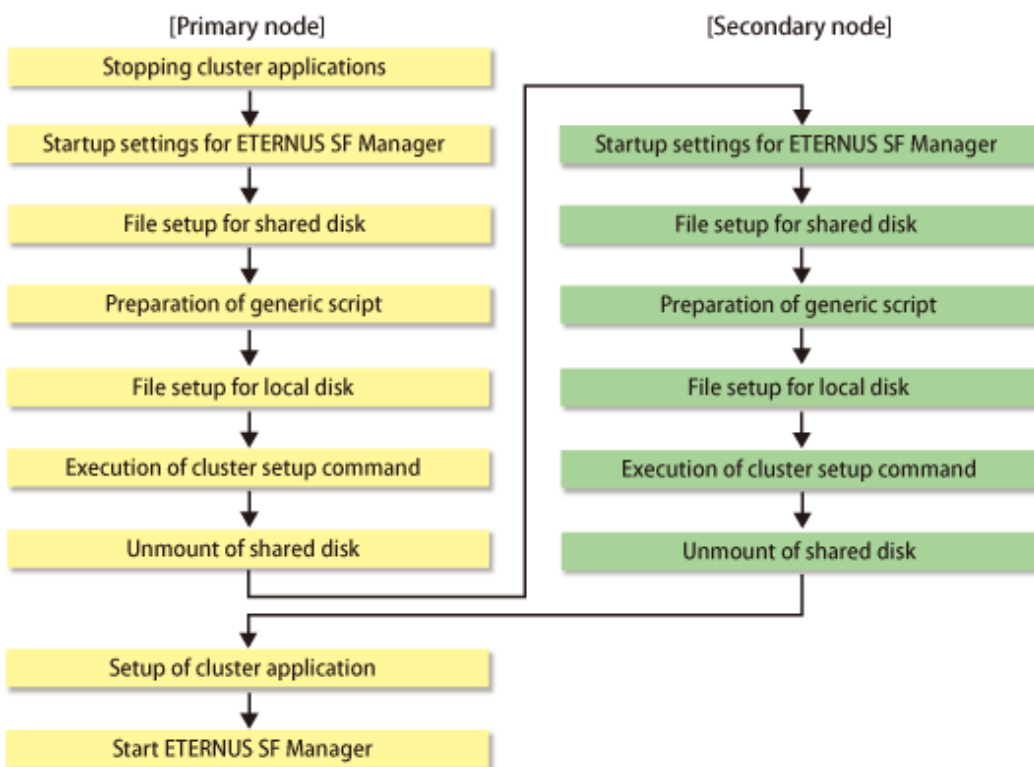 [Primary node]
Stopping cluster applications
Startup settings for ETERNUS SF Manager
File setup for shared disk
Preparation of generic script
File setup for local disk
Execution of cluster setup command
Unmount of shared disk
[Secondary node]
Startup settings for ETERNUS SF Manager
File setup for shared disk
Preparation of generic script
File setup for local disk
Execution of cluster setup command
Unmount of shared disk
Setup of cluster application
Start ETERNUS SF Manager